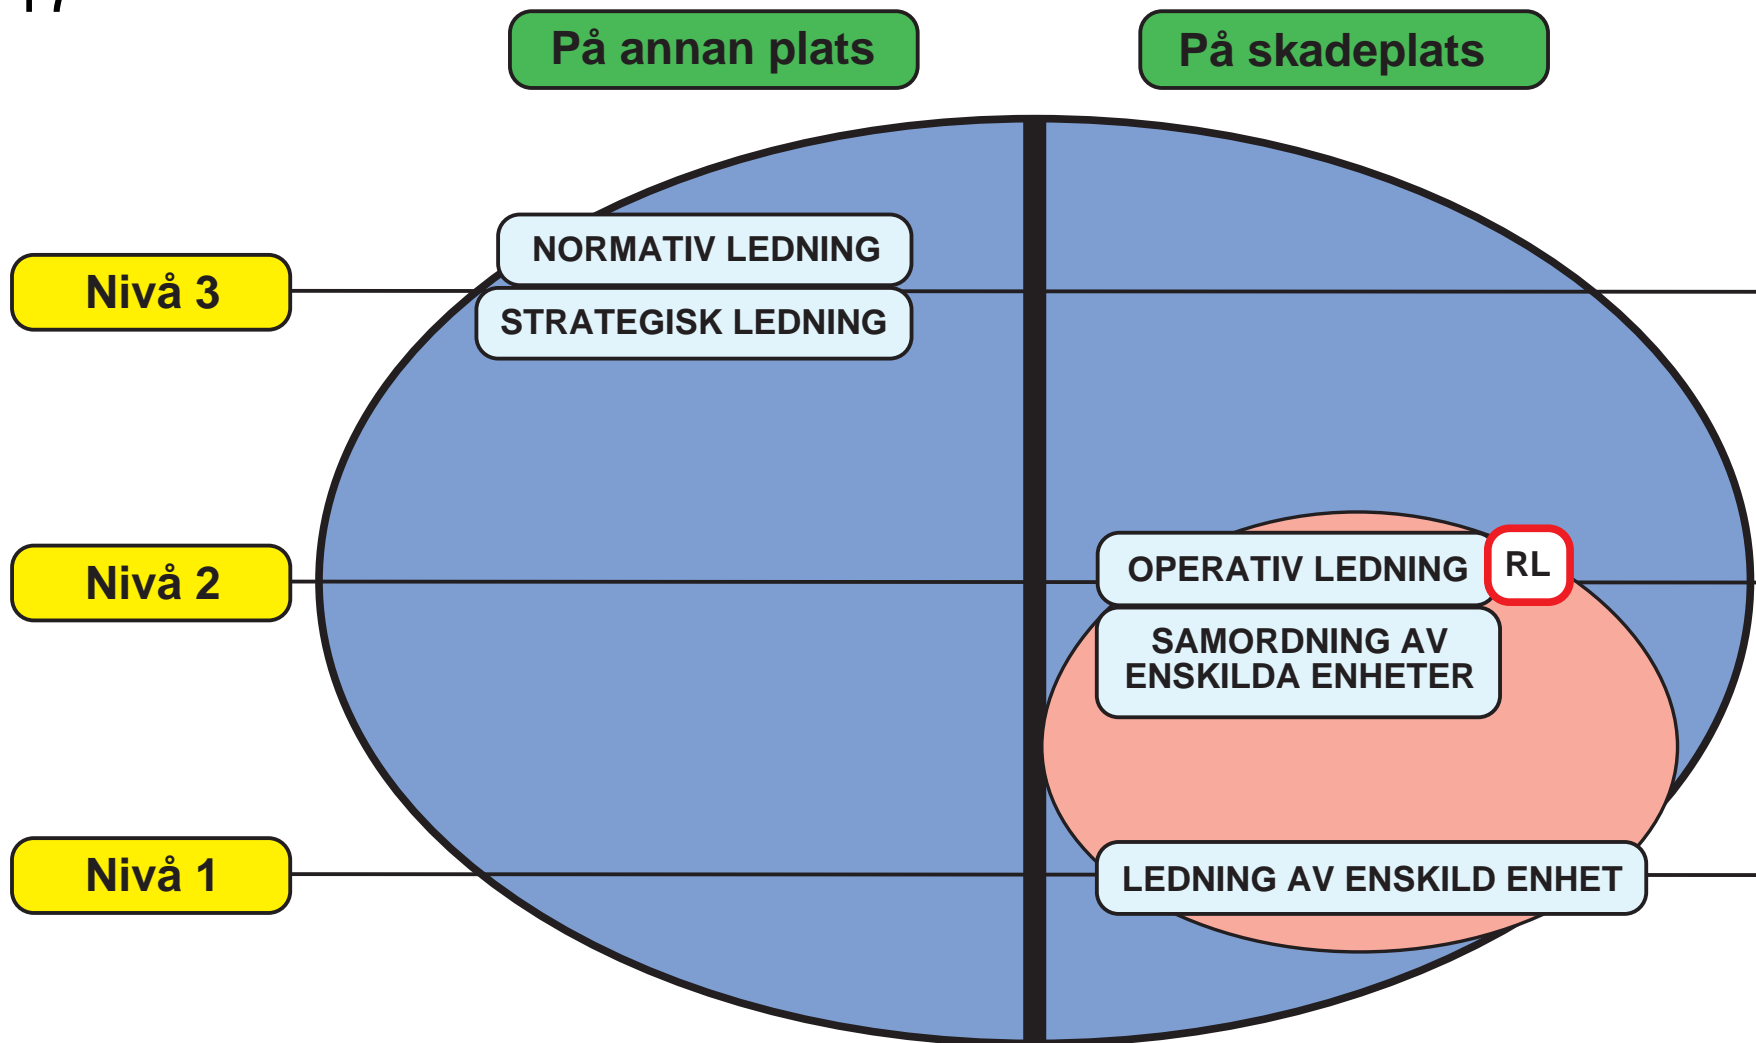 På annan plats
På skadeplats
NORMATIV LEDNING
Nivå 3
STRATEGISK LEDNING
OPERATIV LEDNING
RL
Nivå 2
SAMORDNING AV
ENSKILDA ENHETER
Nivå 1
LEDNING AV ENSKILD ENHET